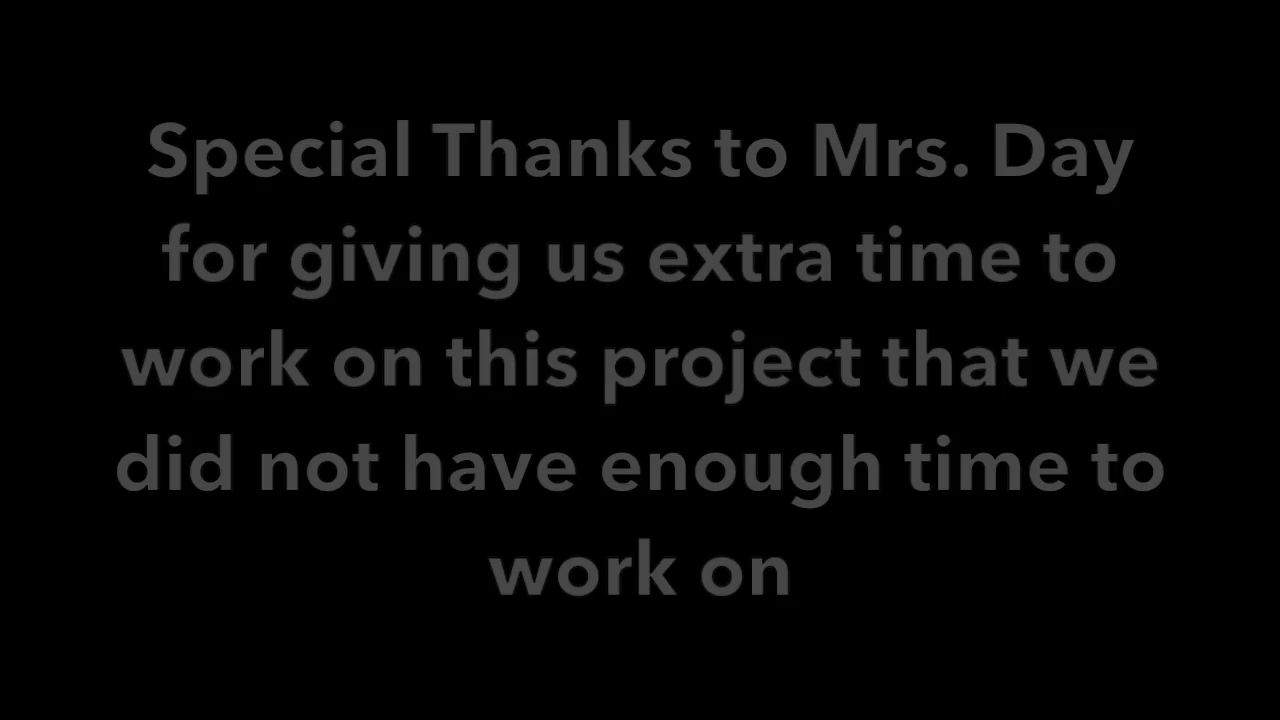 Special Thanks to Mrs. Day
for giving us extra time to
work on this project that we
did not have enough time to
work on